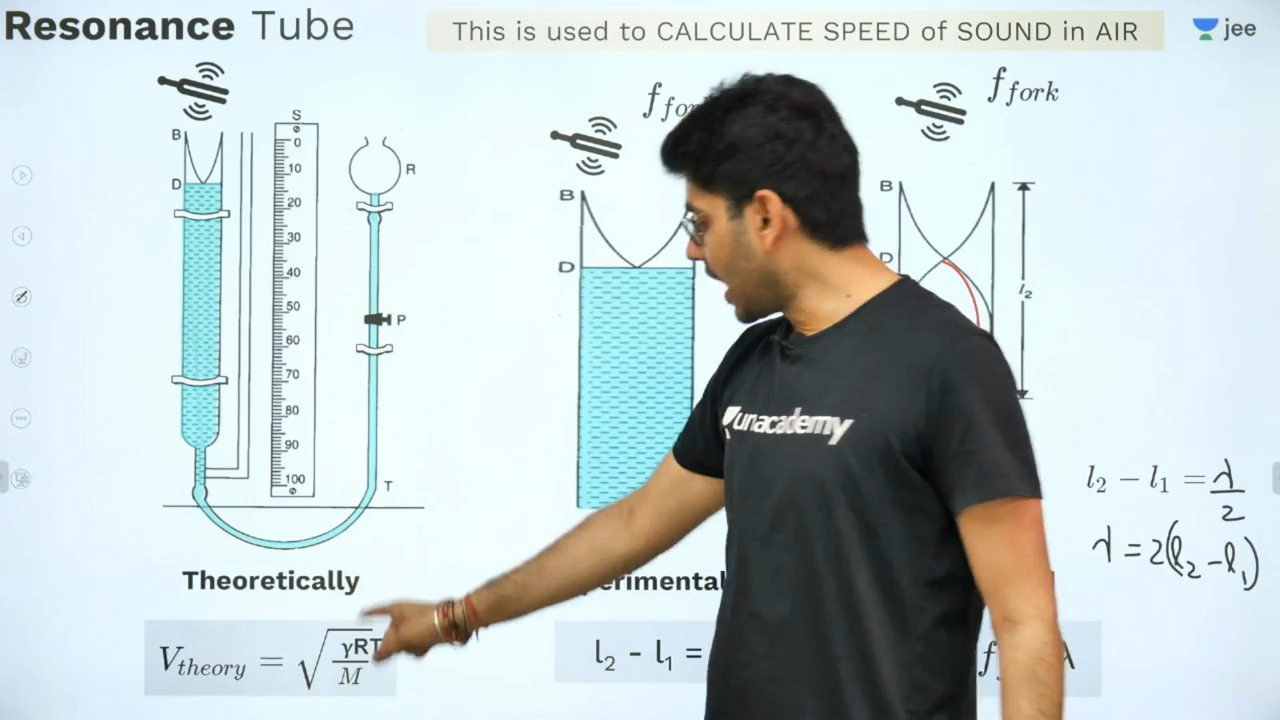 Resonance Tube
This is used to CALCULATE SPEED of SOUND in AIR
jee
B
D
S
0
10
20
30
40
50
60
70
80
90
100
R
P
T
f_for
B
D
f_fork
B
D
l_2
unacademy
l_2 - l_1 = λ/2
λ = 2(l_2 - l_1)
Theoretically
V_theory = √(γRT/M)
perimental
l_2 - l_1 =
f
λ